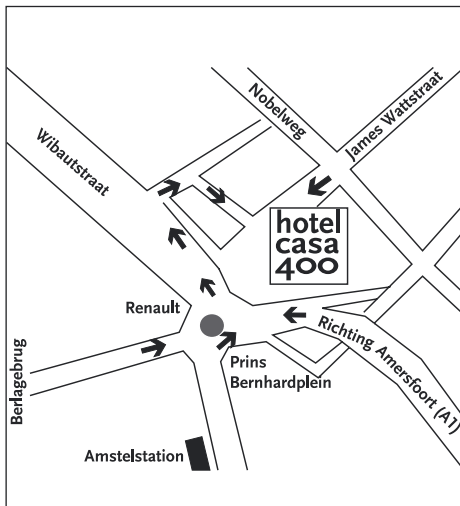 Nobelweg
James Wattstraat
Wibautstraat
hotel
casa
400
Renault
Richting Amersfoort (A1)
Prins
Bernhardplein
Berlagebrug
Amstelstation